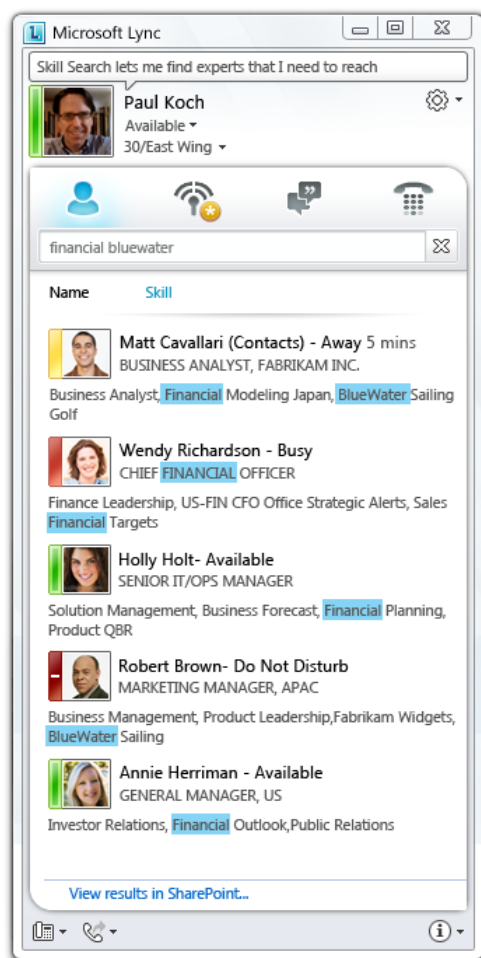 Microsoft Lync
Skill Search lets me find experts that I need to reach
Paul Koch
Available
30/East Wing
financial bluewater
Name Skill
Matt Cavallari (Contacts) - Away 5 mins
BUSINESS ANALYST, FABRIKAM INC.
Business Analyst, Financial Modeling Japan, BlueWater Sailing
Golf
Wendy Richardson - Busy
CHIEF FINANCIAL OFFICER
Finance Leadership, US-FIN CFO Office Strategic Alerts, Sales
Financial Targets
Holly Holt- Available
SENIOR IT/OPS MANAGER
Solution Management, Business Forecast, Financial Planning,
Product QBR
Robert Brown- Do Not Disturb
MARKETING MANAGER, APAC
Business Management, Product Leadership,Fabrikam Widgets,
BlueWater Sailing
Annie Herriman - Available
GENERAL MANAGER, US
Investor Relations, Financial Outlook,Public Relations
View results in SharePoint...